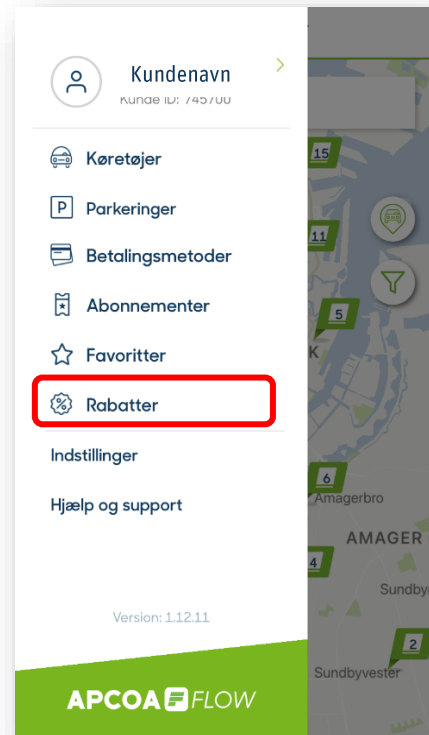 Kundenavn
Kunde ID: 745700
Køretøjer
P Parkeringer
Betalingsmetoder
Abonnementer
Favoritter
% Rabatter
Indstillinger
Hjælp og support
Version: 1.12.11
APCOA FLOW
15
11
5
K
6
Amagerbro
AMAGER
4
Sundby
2
Sundbyvester